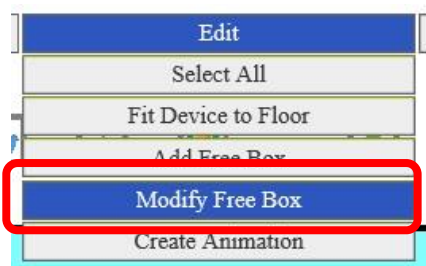 Edit
Select All
Fit Device to Floor
Add Free Box
Modify Free Box
Create Animation